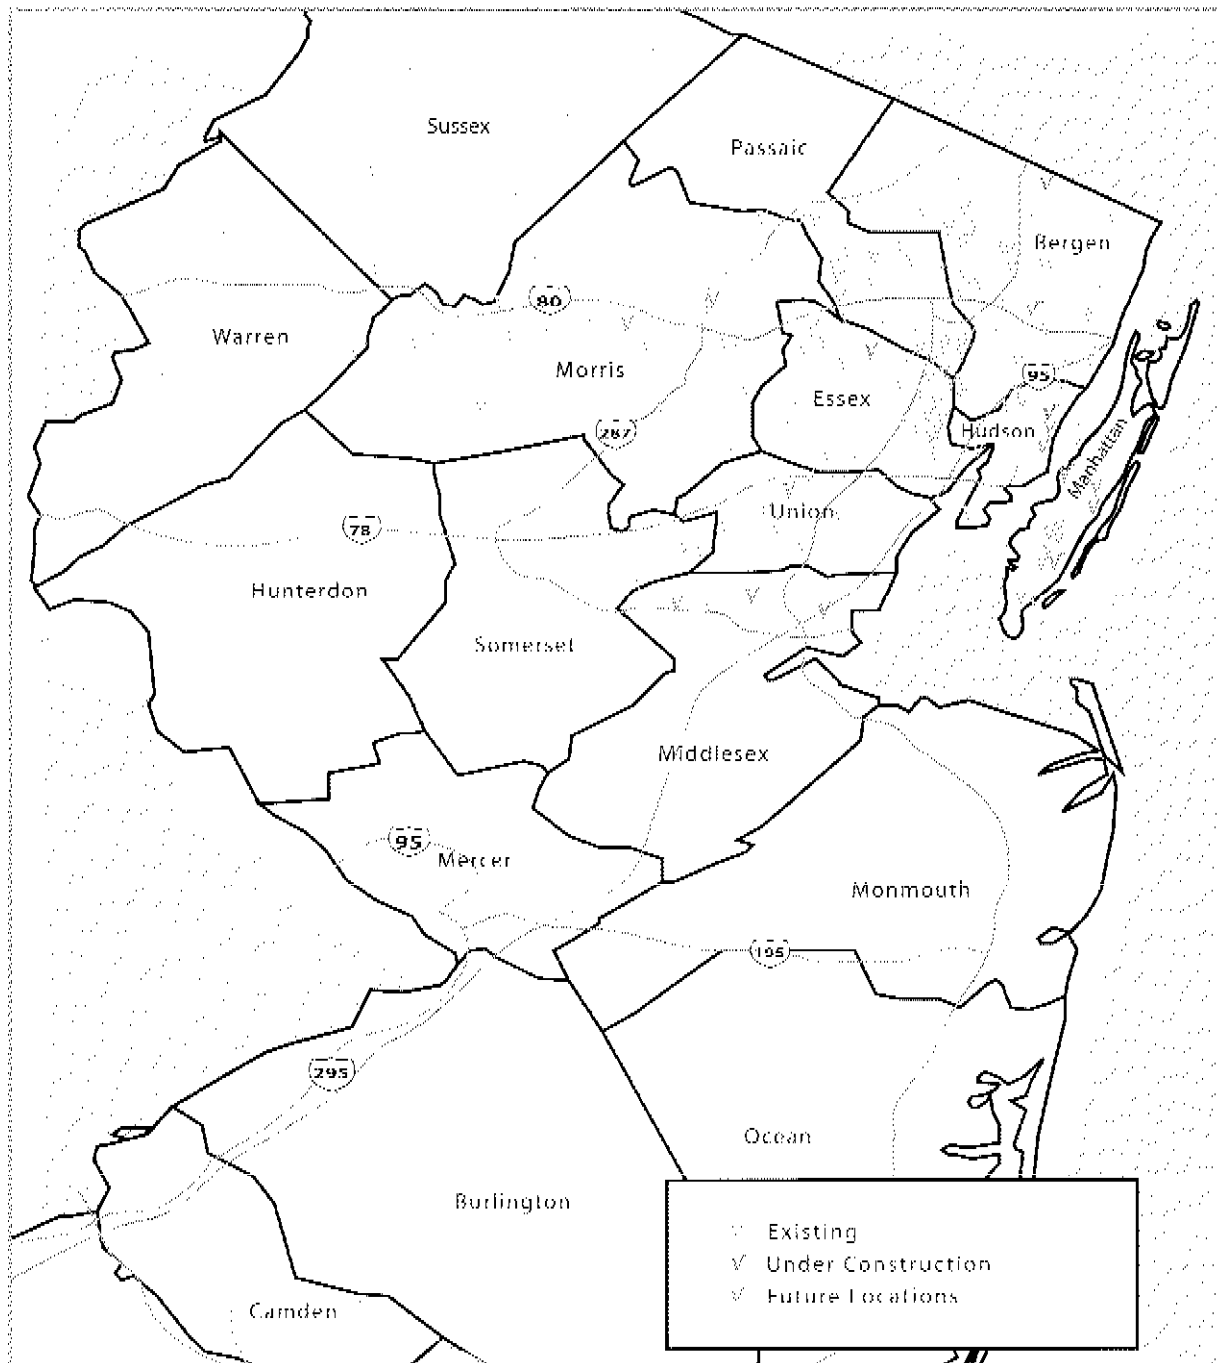 Sussex
Passaic
Bergen
80
Warren
Morris
95
Essex
287
Hudson
Manhattan
Union
78
Hunterdon
Somerset
Middlesex
95
Mercer
Monmouth
195
295
Ocean
Burlington
Existing
Under Construction
Future Locations
Camden